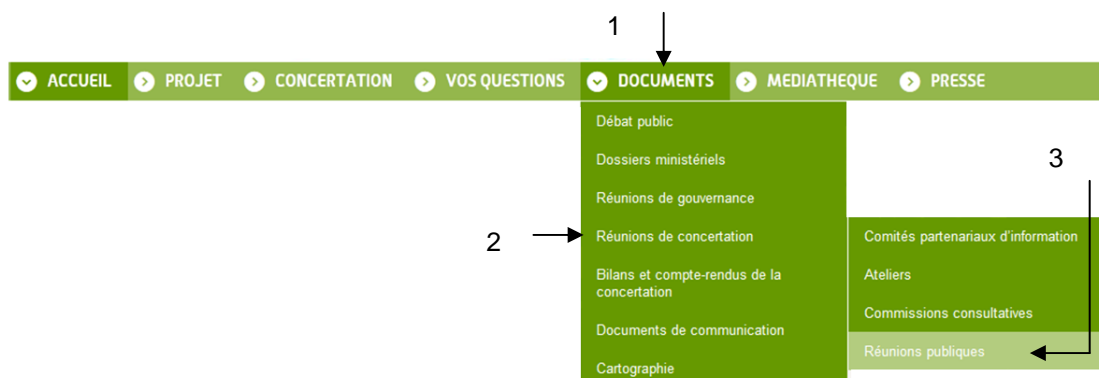 1
ACCUEIL PROJET CONCERTATION VOS QUESTIONS DOCUMENTS MEDIATHEQUE PRESSE
Débat public
Dossiers ministériels
3
Réunions de gouvernance
2
Réunions de concertation
Comités partenariaux d'information
Bilans et compte-rendus de la
concertation
Ateliers
Commissions consultatives
Documents de communication
Réunions publiques
Cartographie